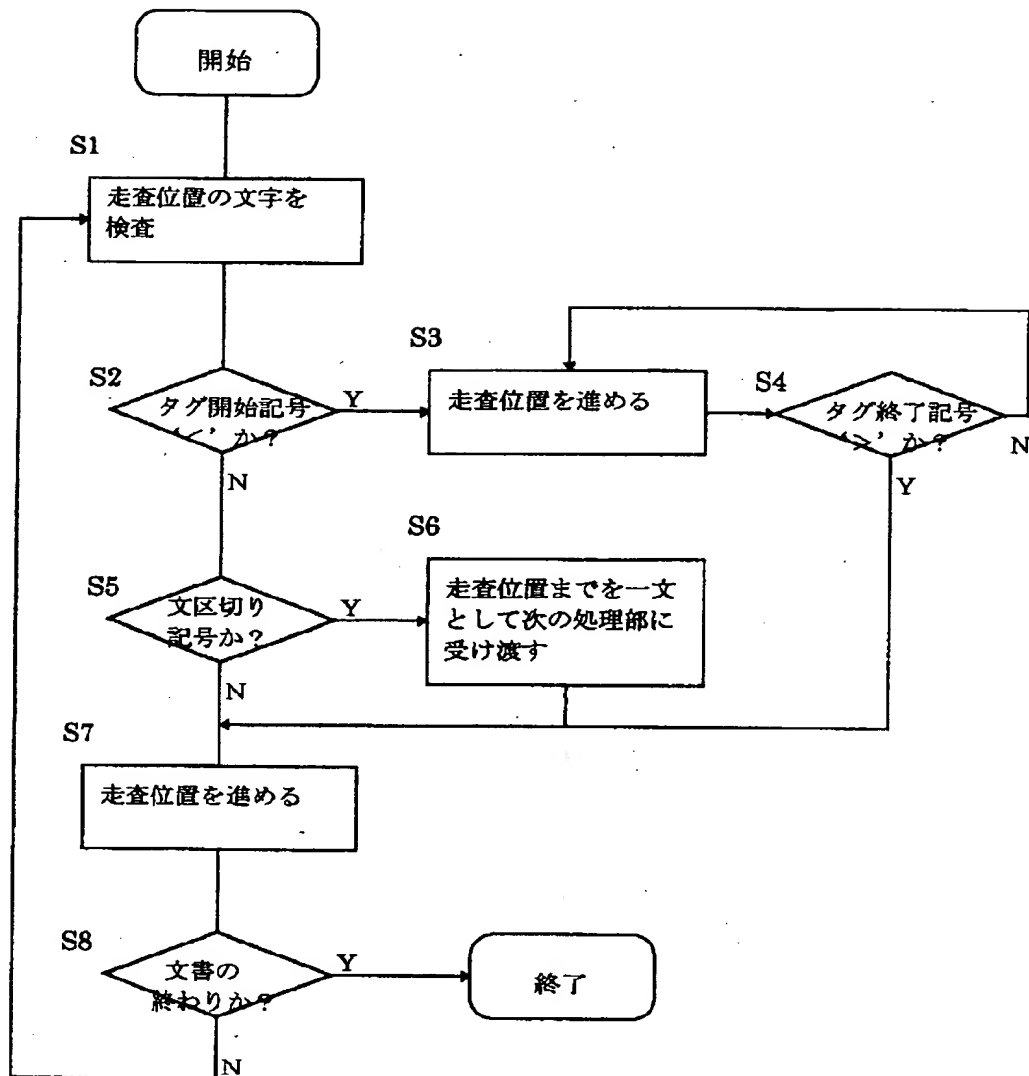 開始
S1
走査位置の文字を
検査
S2
タグ開始記号
‘<’ か?
Y
N
S3
走査位置を進める
S4
タグ終了記号
‘>’ か?
N
Y
S5
文区切り
記号か?
Y
N
S6
走査位置までを一文
として次の処理部に
受け渡す
S7
走査位置を進める
S8
文書の
終わりか?
Y
N
終了